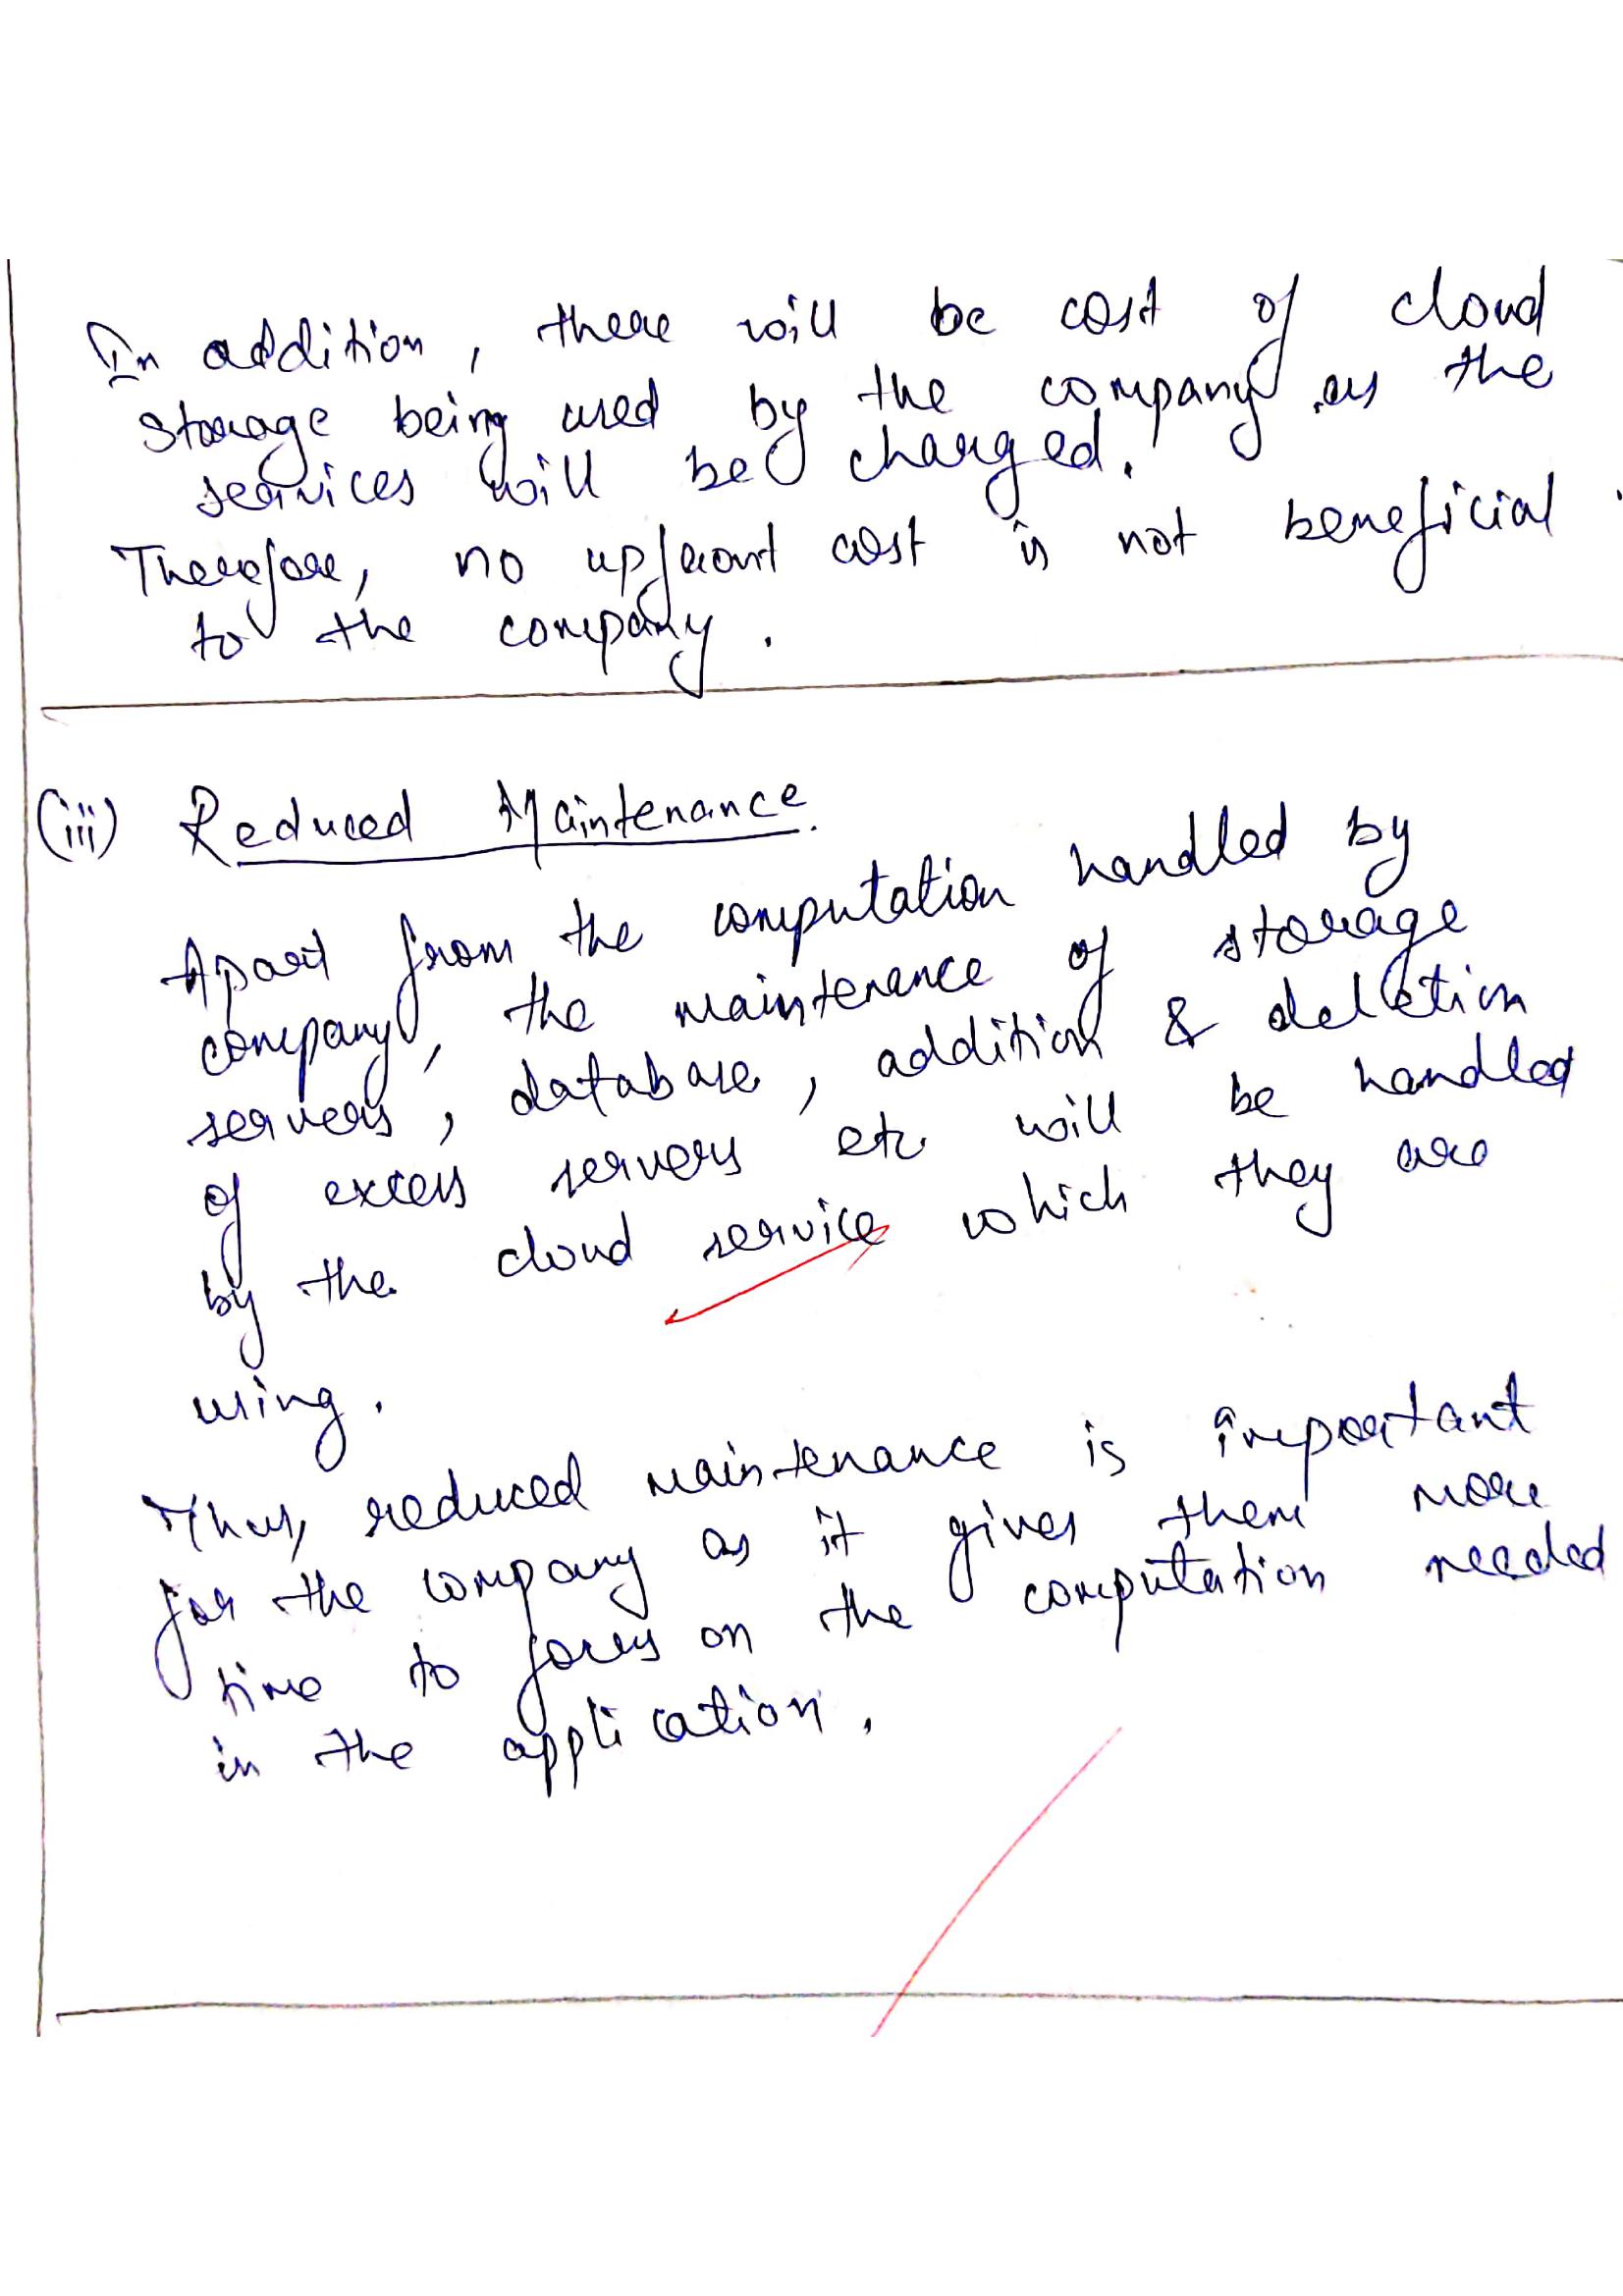 In addition, there will be cost of cloud
storage being used by the company as the
services will be charged.
Therefore, no upfront cost is not beneficial
to the company.
(iii) Reduced Maintenance.
Apart from the computation handled by
company, the maintenance of storage
servers, database, addition & deletion
of excess servers etc. will be handled
by the cloud service which they are
using.
Thus, reduced maintenance is important
for the company as it gives them more
time to focus on the computation needed
in the application.